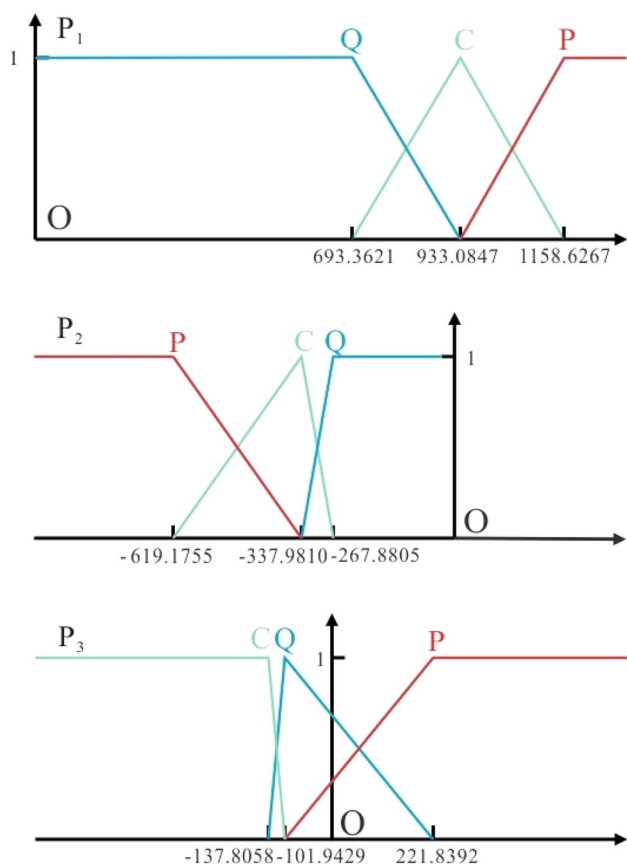 P1
Q C P
1
O
693.3621 933.0847 1158.6267
P2
P C Q
1
O
-619.1755 -337.9810 -267.8805
P3
C Q P
1
O
-137.8058 -101.9429 221.8392